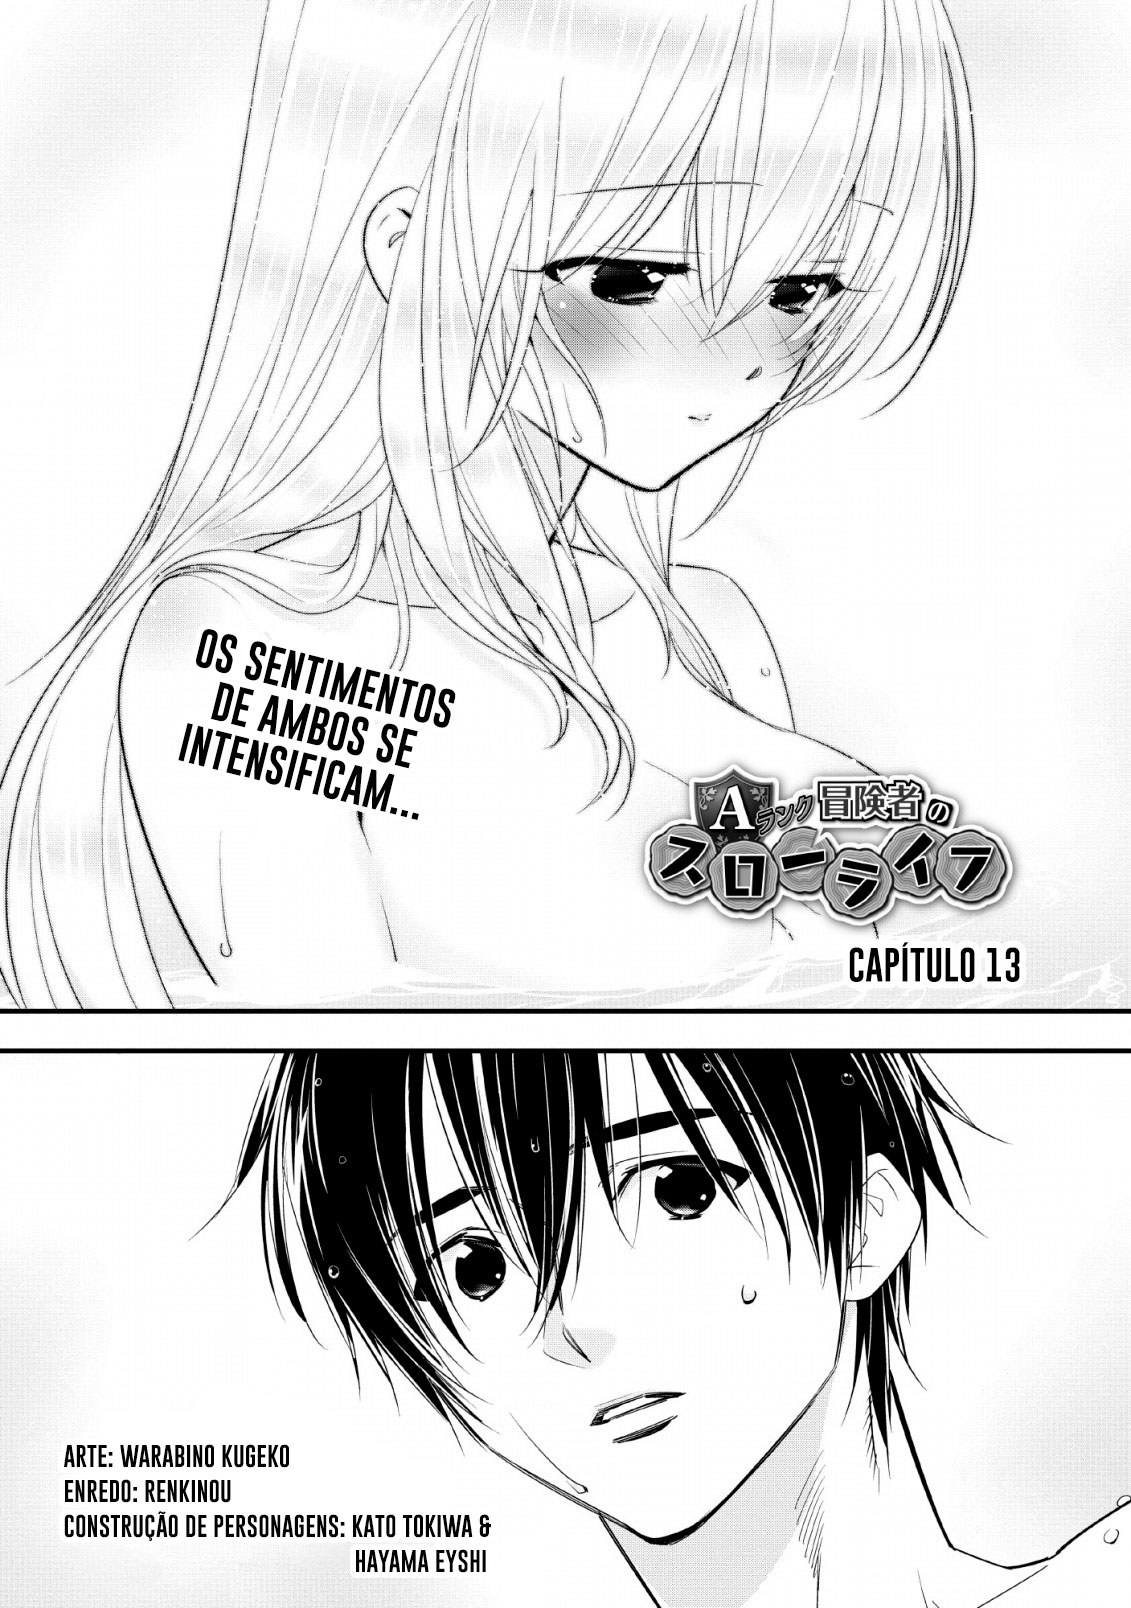 OS SENTIMENTOS
DE AMBOS SE
INTENSIFICAM...
Aランク冒険者の
スローライフ
CAPÍTULO 13
ARTE: WARABINO KUGEKO
ENREDO: RENKINOU
CONSTRUÇÃO DE PERSONAGENS: KATO TOKIWA &
HAYAMA EYSHI